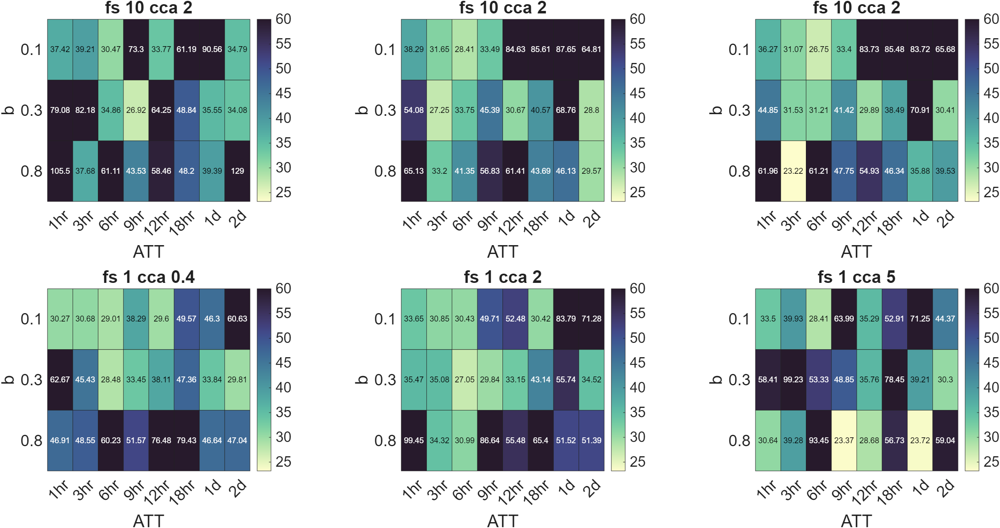 fs 10 cca 2
fs 10 cca 2
fs 10 cca 2
0.1 37.42 39.21 30.47 73.3 33.77 61.19 90.56 34.79
b 0.3 79.08 82.18 34.86 26.92 64.25 48.84 35.55 34.08
0.8 105.5 37.68 61.11 43.53 58.46 48.2 39.39 129
60
55
50
45
40
35
30
25
1hr 3hr 6hr 9hr 12hr 18hr 1d 2d
ATT
0.1 38.29 31.65 28.41 33.49 84.63 85.61 87.65 64.81
b 0.3 54.08 27.25 33.75 45.39 30.67 40.57 68.76 28.8
0.8 65.13 33.2 41.35 56.83 61.41 43.69 46.13 29.57
60
55
50
45
40
35
30
25
1hr 3hr 6hr 9hr 12hr 18hr 1d 2d
ATT
0.1 36.27 31.07 26.75 33.4 83.73 85.48 83.72 65.68
b 0.3 44.85 31.53 31.21 41.42 29.89 38.49 70.91 30.41
0.8 61.96 23.22 61.21 47.75 54.93 46.34 35.88 39.53
60
55
50
45
40
35
30
25
1hr 3hr 6hr 9hr 12hr 18hr 1d 2d
ATT
fs 1 cca 0.4
0.1 30.27 30.68 29.01 38.29 29.6 49.57 46.3 60.63
b 0.3 62.67 45.43 28.48 33.45 38.11 47.36 33.84 29.81
0.8 46.91 48.55 60.23 51.57 76.48 79.43 46.64 47.04
60
55
50
45
40
35
30
25
1hr 3hr 6hr 9hr 12hr 18hr 1d 2d
ATT
fs 1 cca 2
0.1 33.65 30.85 30.43 49.71 52.48 30.42 83.79 71.28
b 0.3 35.47 35.08 27.05 29.84 33.15 43.14 55.74 34.52
0.8 99.45 34.32 30.99 86.64 55.48 65.4 51.52 51.39
60
55
50
45
40
35
30
25
1hr 3hr 6hr 9hr 12hr 18hr 1d 2d
ATT
fs 1 cca 5
0.1 33.5 39.93 28.41 63.99 35.29 52.91 71.25 44.37
b 0.3 58.41 99.23 53.33 48.85 35.76 78.45 39.21 30.3
0.8 30.64 39.28 93.45 23.37 28.68 56.73 23.72 59.04
60
55
50
45
40
35
30
25
1hr 3hr 6hr 9hr 12hr 18hr 1d 2d
ATT